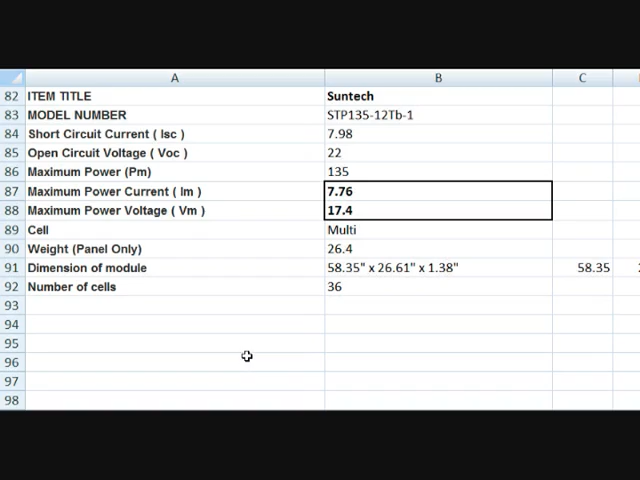 A B C
82 ITEM TITLE Suntech
83 MODEL NUMBER STP135-12Tb-1
84 Short Circuit Current ( Isc ) 7.98
85 Open Circuit Voltage ( Voc ) 22
86 Maximum Power (Pm) 135
87 Maximum Power Current ( Im ) 7.76
88 Maximum Power Voltage ( Vm ) 17.4
89 Cell Multi
90 Weight (Panel Only) 26.4
91 Dimension of module 58.35" x 26.61" x 1.38" 58.35
92 Number of cells 36
93
94
95
96
97
98